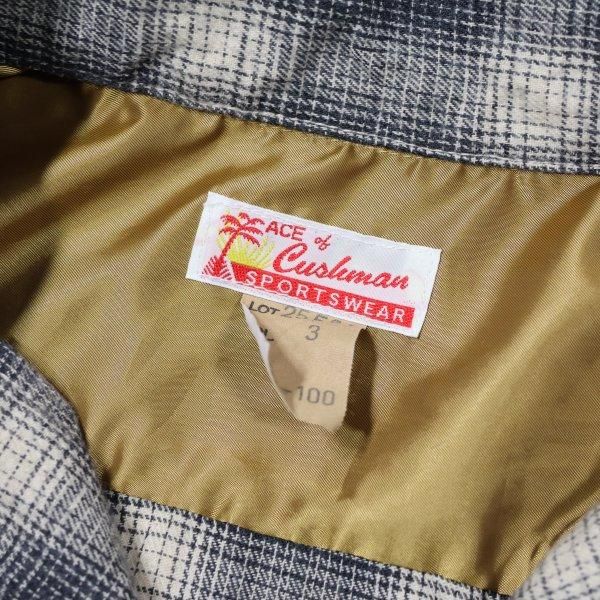 ACE of
Cushman
SPORTSWEAR
LOT
3
-100